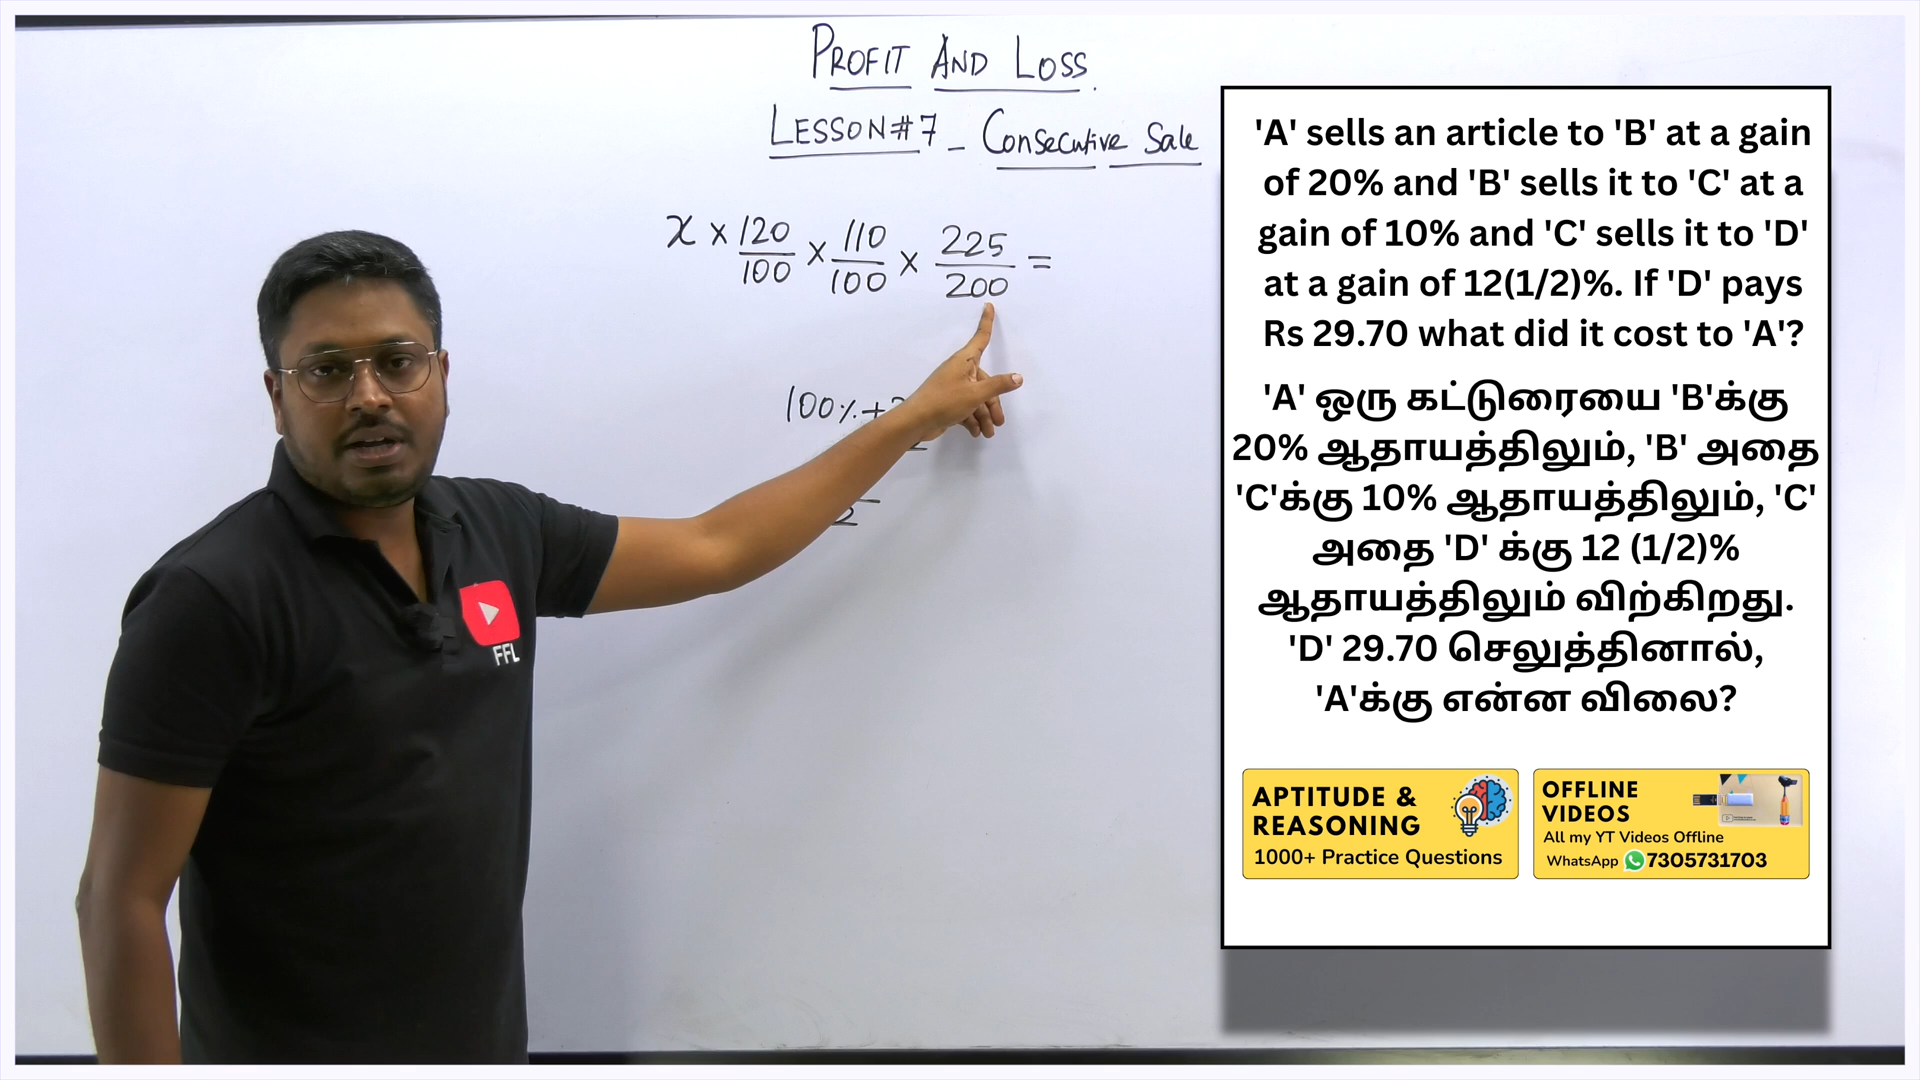 PROFIT AND LOSS.
LESSON#7 - Consecutive Sale
x × 120/100 × 110/100 × 225/200 =
100% +
2
FFL
'A' sells an article to 'B' at a gain
of 20% and 'B' sells it to 'C' at a
gain of 10% and 'C' sells it to 'D'
at a gain of 12(1/2)%. If 'D' pays
Rs 29.70 what did it cost to 'A'?
'A' ஒரு கட்டுரையை 'B'க்கு
20% ஆதாயத்திலும், 'B' அதை
'C'க்கு 10% ஆதாயத்திலும், 'C'
அதை 'D' க்கு 12 (1/2)%
ஆதாயத்திலும் விற்கிறது.
'D' 29.70 செலுத்தினால்,
'A'க்கு என்ன விலை?
APTITUDE &
REASONING
1000+ Practice Questions
OFFLINE
VIDEOS
All my YT Videos Offline
WhatsApp 7305731703